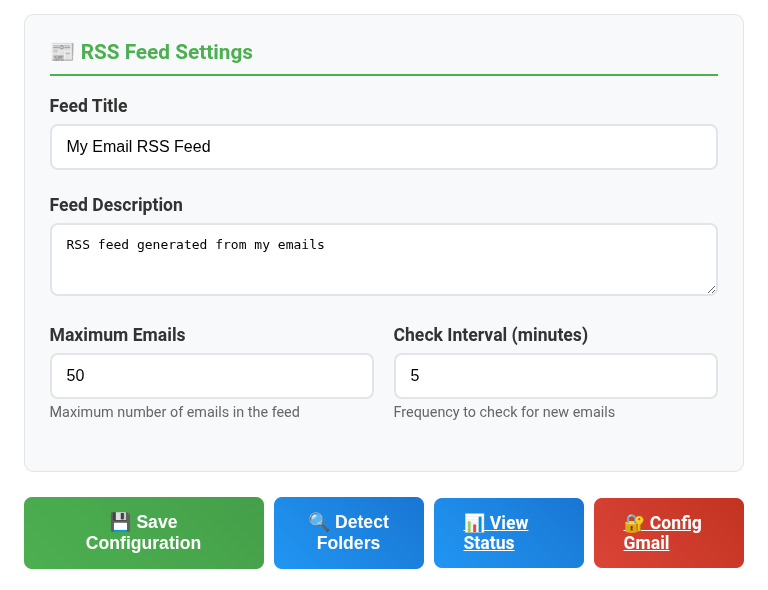 📰 RSS Feed Settings
Feed Title
My Email RSS Feed
Feed Description
RSS feed generated from my emails
Maximum Emails
Check Interval (minutes)
50
5
Maximum number of emails in the feed
Frequency to check for new emails
💾 Save
Configuration
🔍 Detect
Folders
📊 View
Status
🔐 Config
Gmail